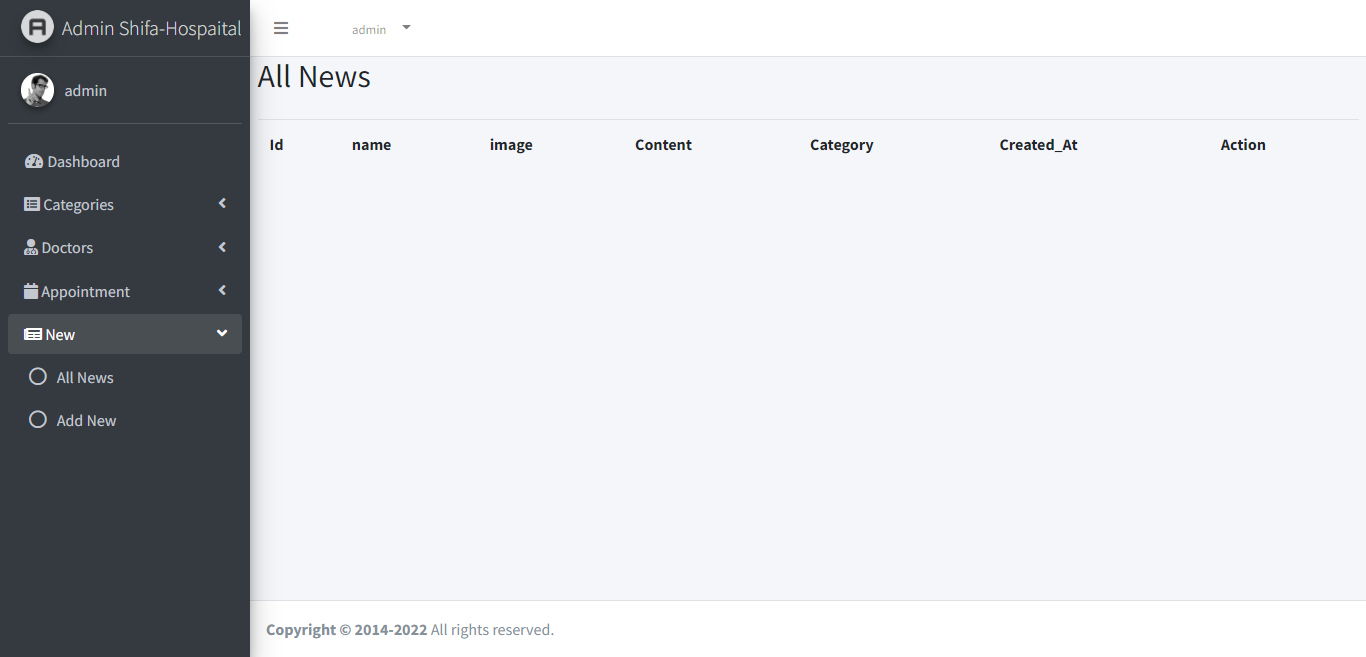 Admin Shifa-Hospaital
admin
Dashboard
Categories
Doctors
Appointment
New
All News
Add New
admin
All News
Id name image Content Category Created_At Action
Copyright © 2014-2022 All rights reserved.